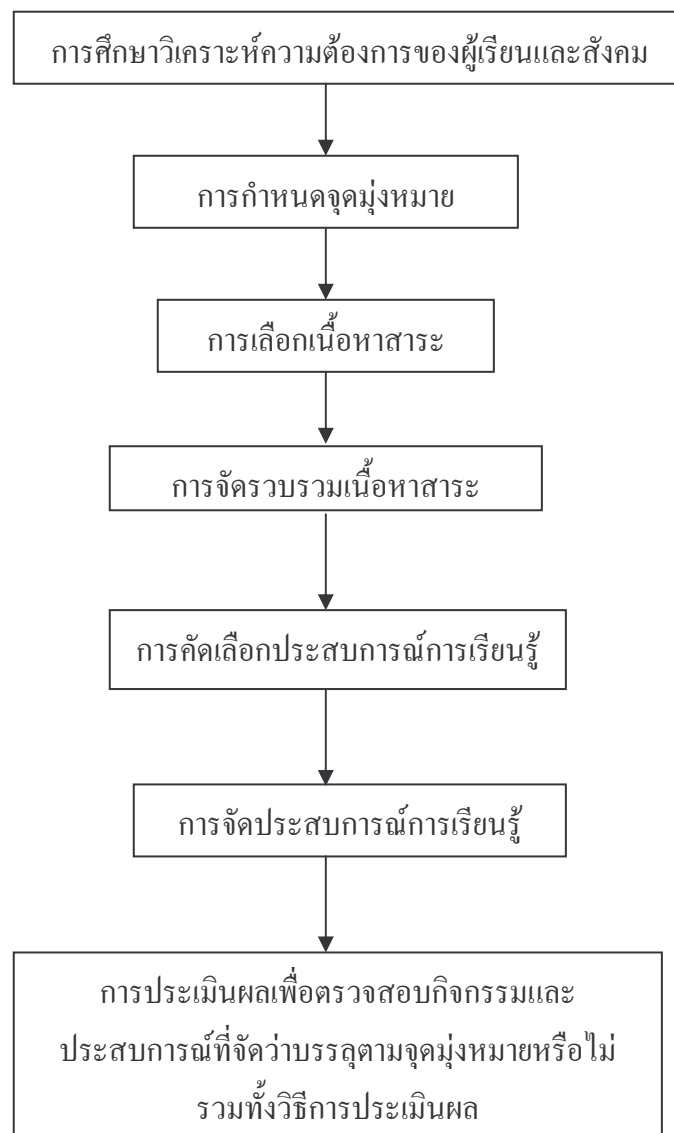 การศึกษาวิเคราะห์ความต้องการของผู้เรียนและสังคม
การกำหนดจุดมุ่งหมาย
การเลือกเนื้อหาสาระ
การจัดรวบรวมเนื้อหาสาระ
การคัดเลือกประสบการณ์การเรียนรู้
การจัดประสบการณ์การเรียนรู้
การประเมินผลเพื่อตรวจสอบกิจกรรมและ
ประสบการณ์ที่จัดว่าบรรลุตามจุดมุ่งหมายหรือไม่
รวมทั้งวิธีการประเมินผล